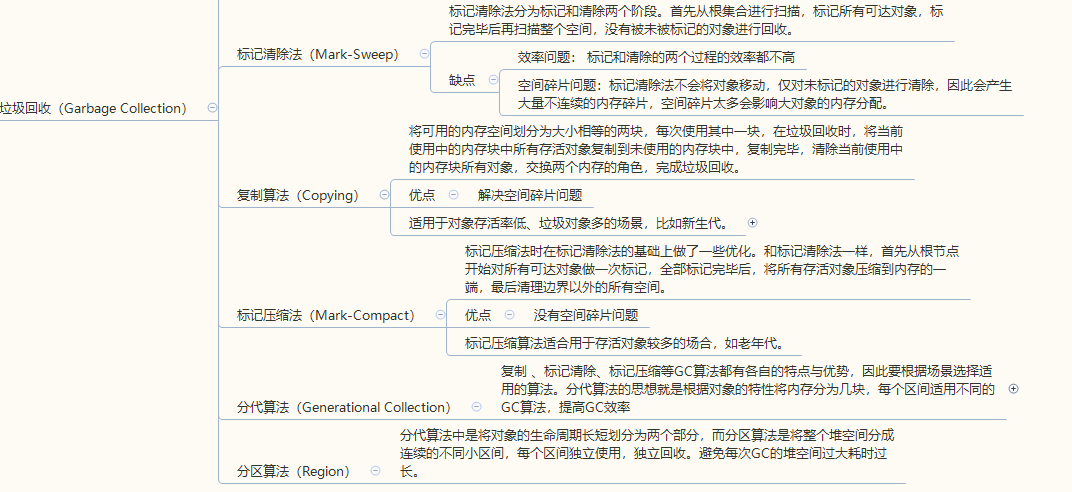 垃圾回收（Garbage Collection）
标记清除法（Mark-Sweep）
标记清除法分为标记和清除两个阶段。首先从根集合进行扫描，标记所有可达对象，标
记完毕后再扫描整个空间，没有被未被标记的对象进行回收。
缺点
效率问题： 标记和清除的两个过程的效率都不高
空间碎片问题：标记清除法不会将对象移动，仅对未标记的对象进行清除，因此会产生
大量不连续的内存碎片，空间碎片太多会影响大对象的内存分配。
复制算法（Copying）
将可用的内存空间划分为大小相等的两块，每次使用其中一块，在垃圾回收时，将当前
使用中的内存块中所有存活对象复制到未使用的内存块中，复制完毕，清除当前使用中
的内存块所有对象，交换两个内存的角色，完成垃圾回收。
优点
解决空间碎片问题
适用于对象存活率低、垃圾对象多的场景，比如新生代。
标记压缩法（Mark-Compact）
标记压缩法时在标记清除法的基础上做了一些优化。和标记清除法一样，首先从根节点
开始对所有可达对象做一次标记，全部标记完毕后，将所有存活对象压缩到内存的一
端，最后清理边界以外的所有空间。
优点
没有空间碎片问题
标记压缩算法适合用于存活对象较多的场合，如老年代。
分代算法（Generational Collection）
复制 、标记清除、标记压缩等GC算法都有各自的特点与优势，因此要根据场景选择适
用的算法。分代算法的思想就是根据对象的特性将内存分为几块，每个区间适用不同的
GC算法，提高GC效率
分区算法（Region）
分代算法中是将对象的生命周期长短划分为两个部分，而分区算法是将整个堆空间分成
连续的不同小区间，每个区间独立使用，独立回收。避免每次GC的堆空间过大耗时过
长。